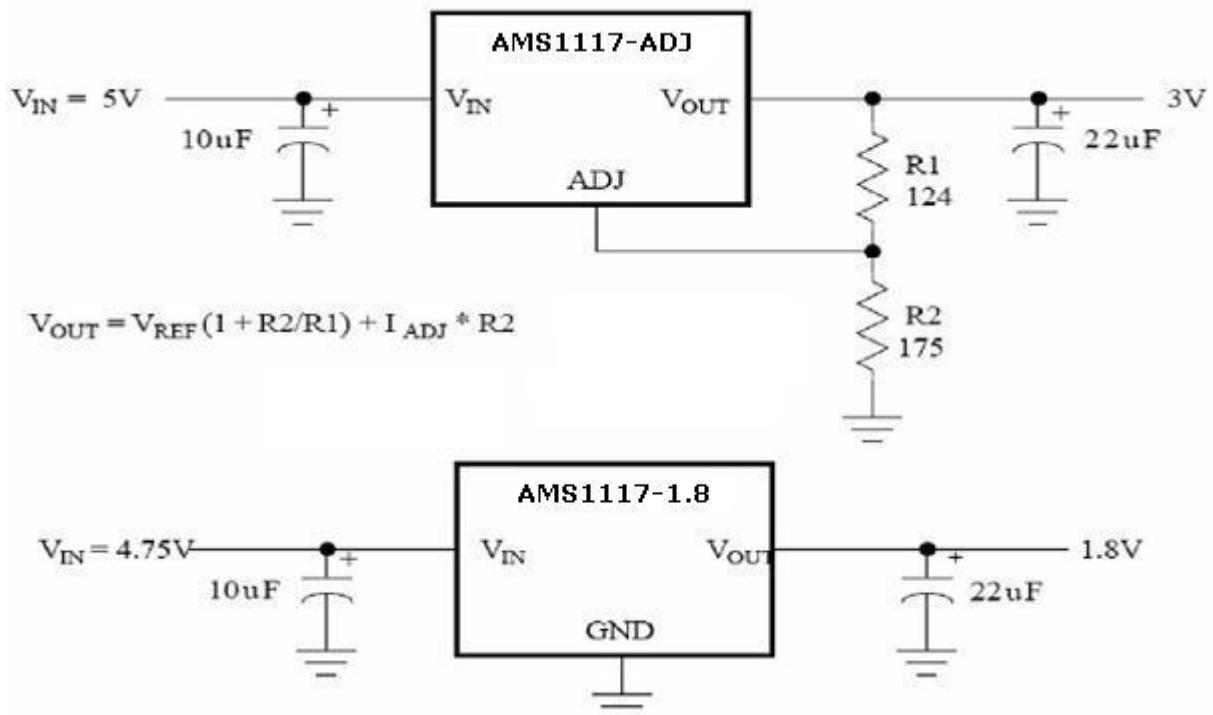 AMS1117-ADJ
VIN = 5V
VIN
VOUT
3V
+
10uF
+
22uF
ADJ
R1
124
VOUT = VREF (1 + R2/R1) + I ADJ * R2
R2
175
AMS1117-1.8
VIN = 4.75V
VIN
VOUT
1.8V
+
10uF
+
22uF
GND